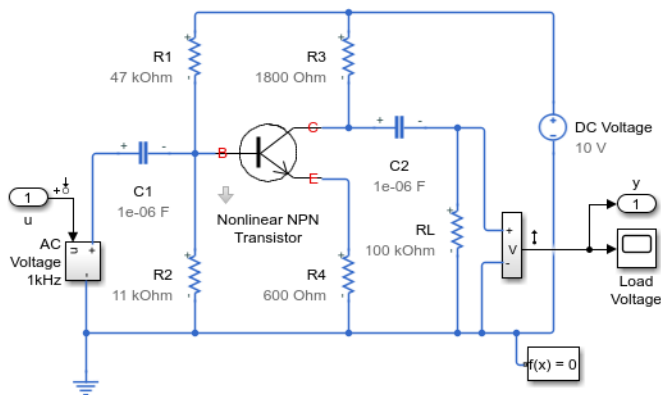 R1
47 kOhm
R3
1800 Ohm
+
-
+
-
+
-
DC Voltage
10 V
B
C
E
+
-
C1
1e-06 F
+
-
C2
1e-06 F
Nonlinear NPN
Transistor
1
u
+
U
+
-
AC
Voltage
1kHz
R2
11 kOhm
+
-
R4
600 Ohm
+
-
RL
100 kOhm
+
-
+
V
-
y
1
Load
Voltage
f(x) = 0